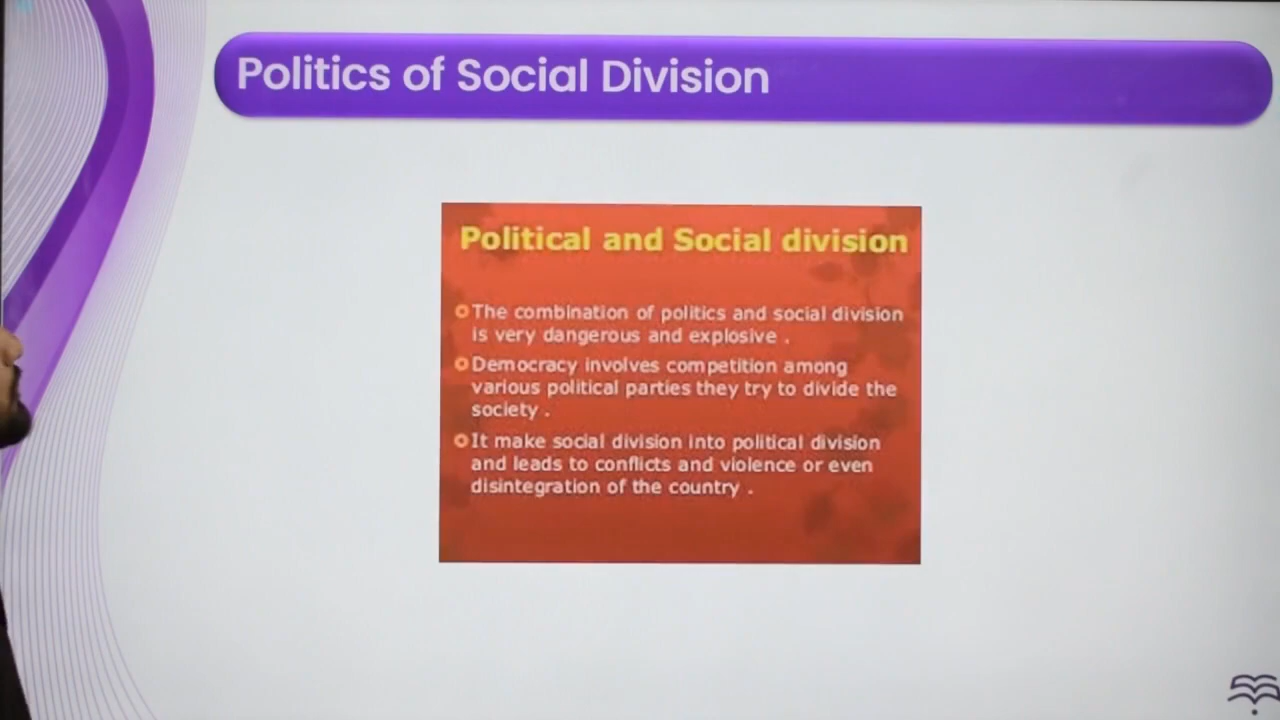 Politics of Social Division
Political and Social division
The combination of politics and social division
is very dangerous and explosive .
Democracy involves competition among
various political parties they try to divide the
society .
It make social division into political division
and leads to conflicts and violence or even
disintegration of the country .